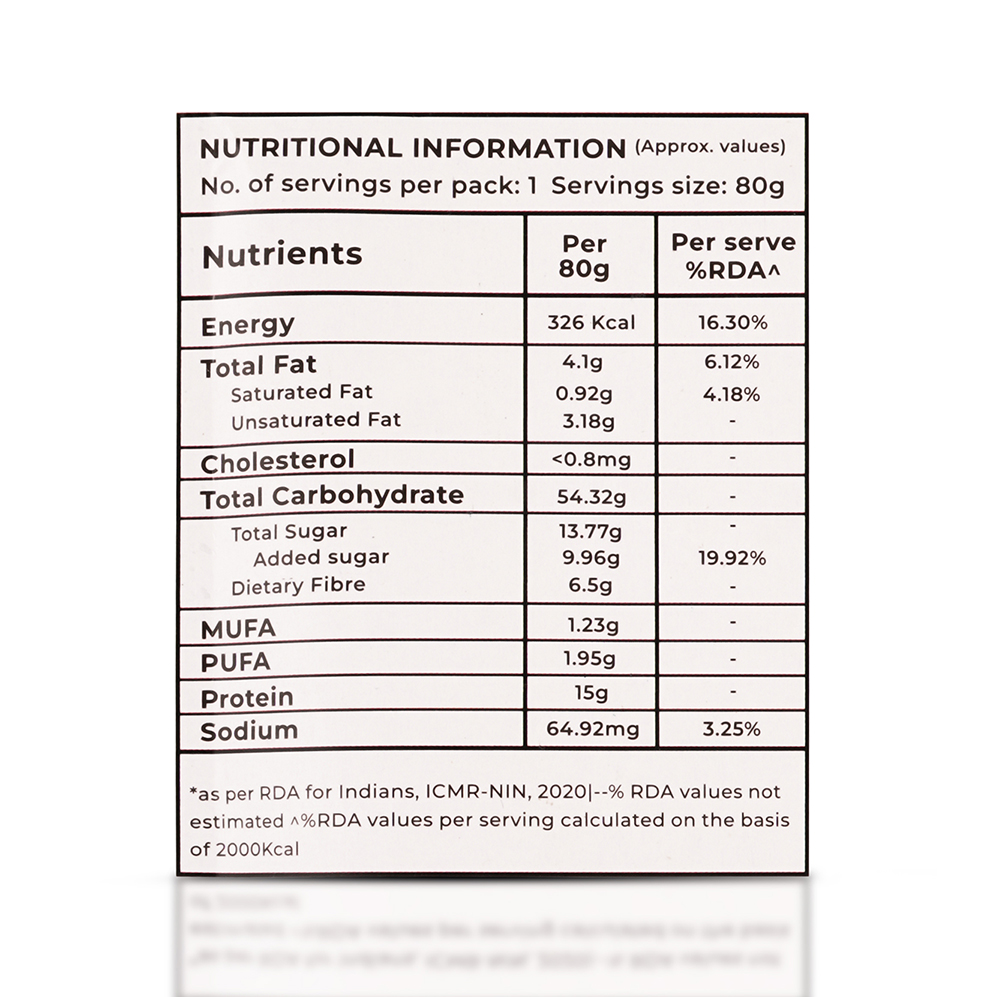 NUTRITIONAL INFORMATION (Approx. values)
No. of servings per pack: 1 Servings size: 80g
Nutrients Per 80g Per serve %RDA^
Energy 326 Kcal 16.30%
Total Fat 4.1g 6.12%
Saturated Fat 0.92g 4.18%
Unsaturated Fat 3.18g -
Cholesterol <0.8mg -
Total Carbohydrate 54.32g -
Total Sugar 13.77g -
Added sugar 9.96g 19.92%
Dietary Fibre 6.5g -
MUFA 1.23g -
PUFA 1.95g -
Protein 15g -
Sodium 64.92mg 3.25%
*as per RDA for Indians, ICMR-NIN, 2020|--% RDA values not
estimated ^%RDA values per serving calculated on the basis
of 2000Kcal